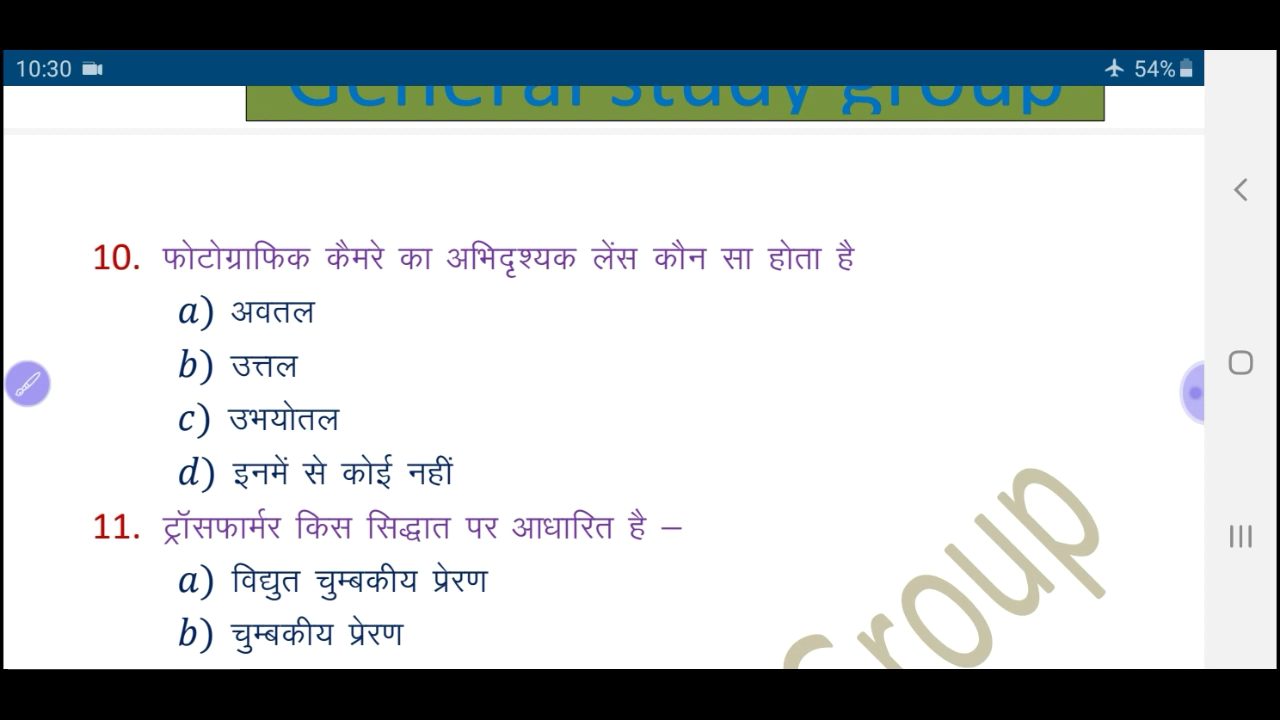 10:30 54%
General study group
10. फोटोग्राफिक कैमरे का अभिदृश्यक लेंस कौन सा होता है
a) अवतल
b) उत्तल
c) उभयोतल
d) इनमें से कोई नहीं
11. ट्रॉसफार्मर किस सिद्धात पर आधारित है –
a) विद्युत चुम्बकीय प्रेरण
b) चुम्बकीय प्रेरण
Group